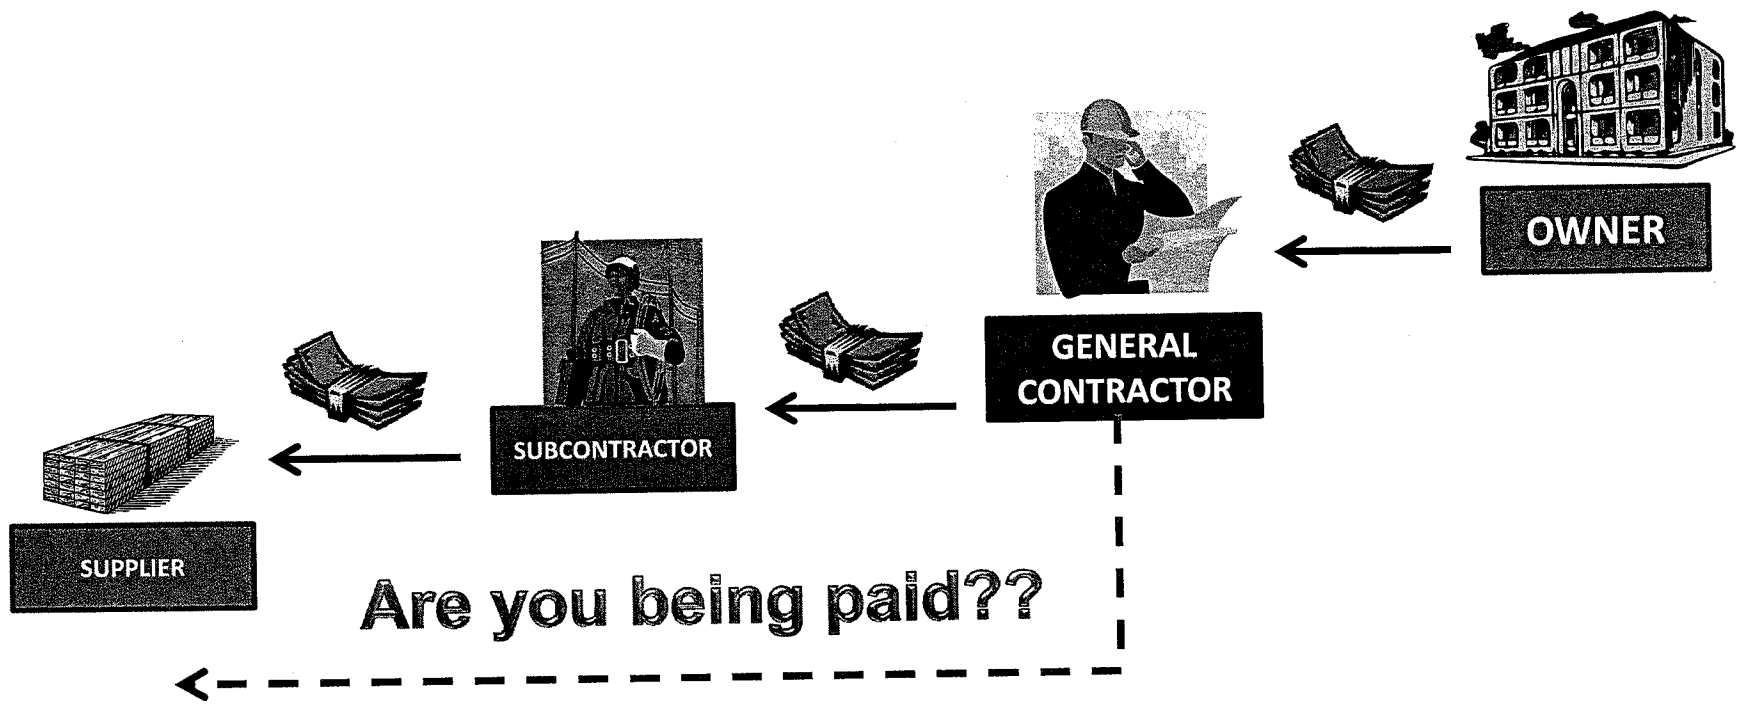 OWNER
GENERAL
CONTRACTOR
SUBCONTRACTOR
SUPPLIER
Are you being paid??